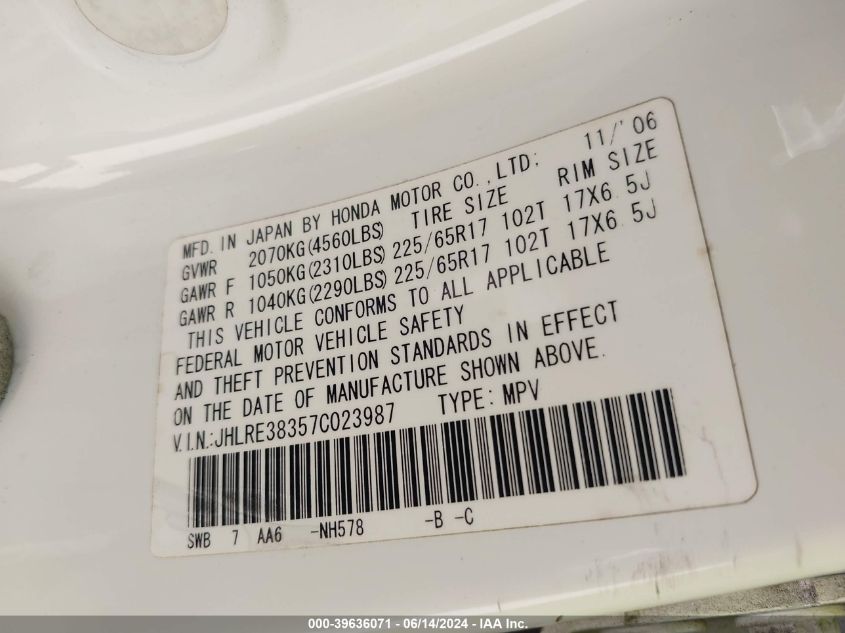 MFD. IN JAPAN BY HONDA MOTOR CO.,LTD: 11/'06
GVWR 2070KG(4560LBS) TIRE SIZE RIM SIZE
GAWR F 1050KG(2310LBS) 225/65R17 102T 17X6 5J
GAWR R 1040KG(2290LBS) 225/65R17 102T 17X6 5J
THIS VEHICLE CONFORMS TO ALL APPLICABLE
FEDERAL MOTOR VEHICLE SAFETY
AND THEFT PREVENTION STANDARDS IN EFFECT
ON THE DATE OF MANUFACTURE SHOWN ABOVE.
V.I.N.:JHLRE38357C023987 TYPE: MPV
SWB 7 AA6 -NH578 -B -C
000-39636071 - 06/14/2024 - IAA Inc.